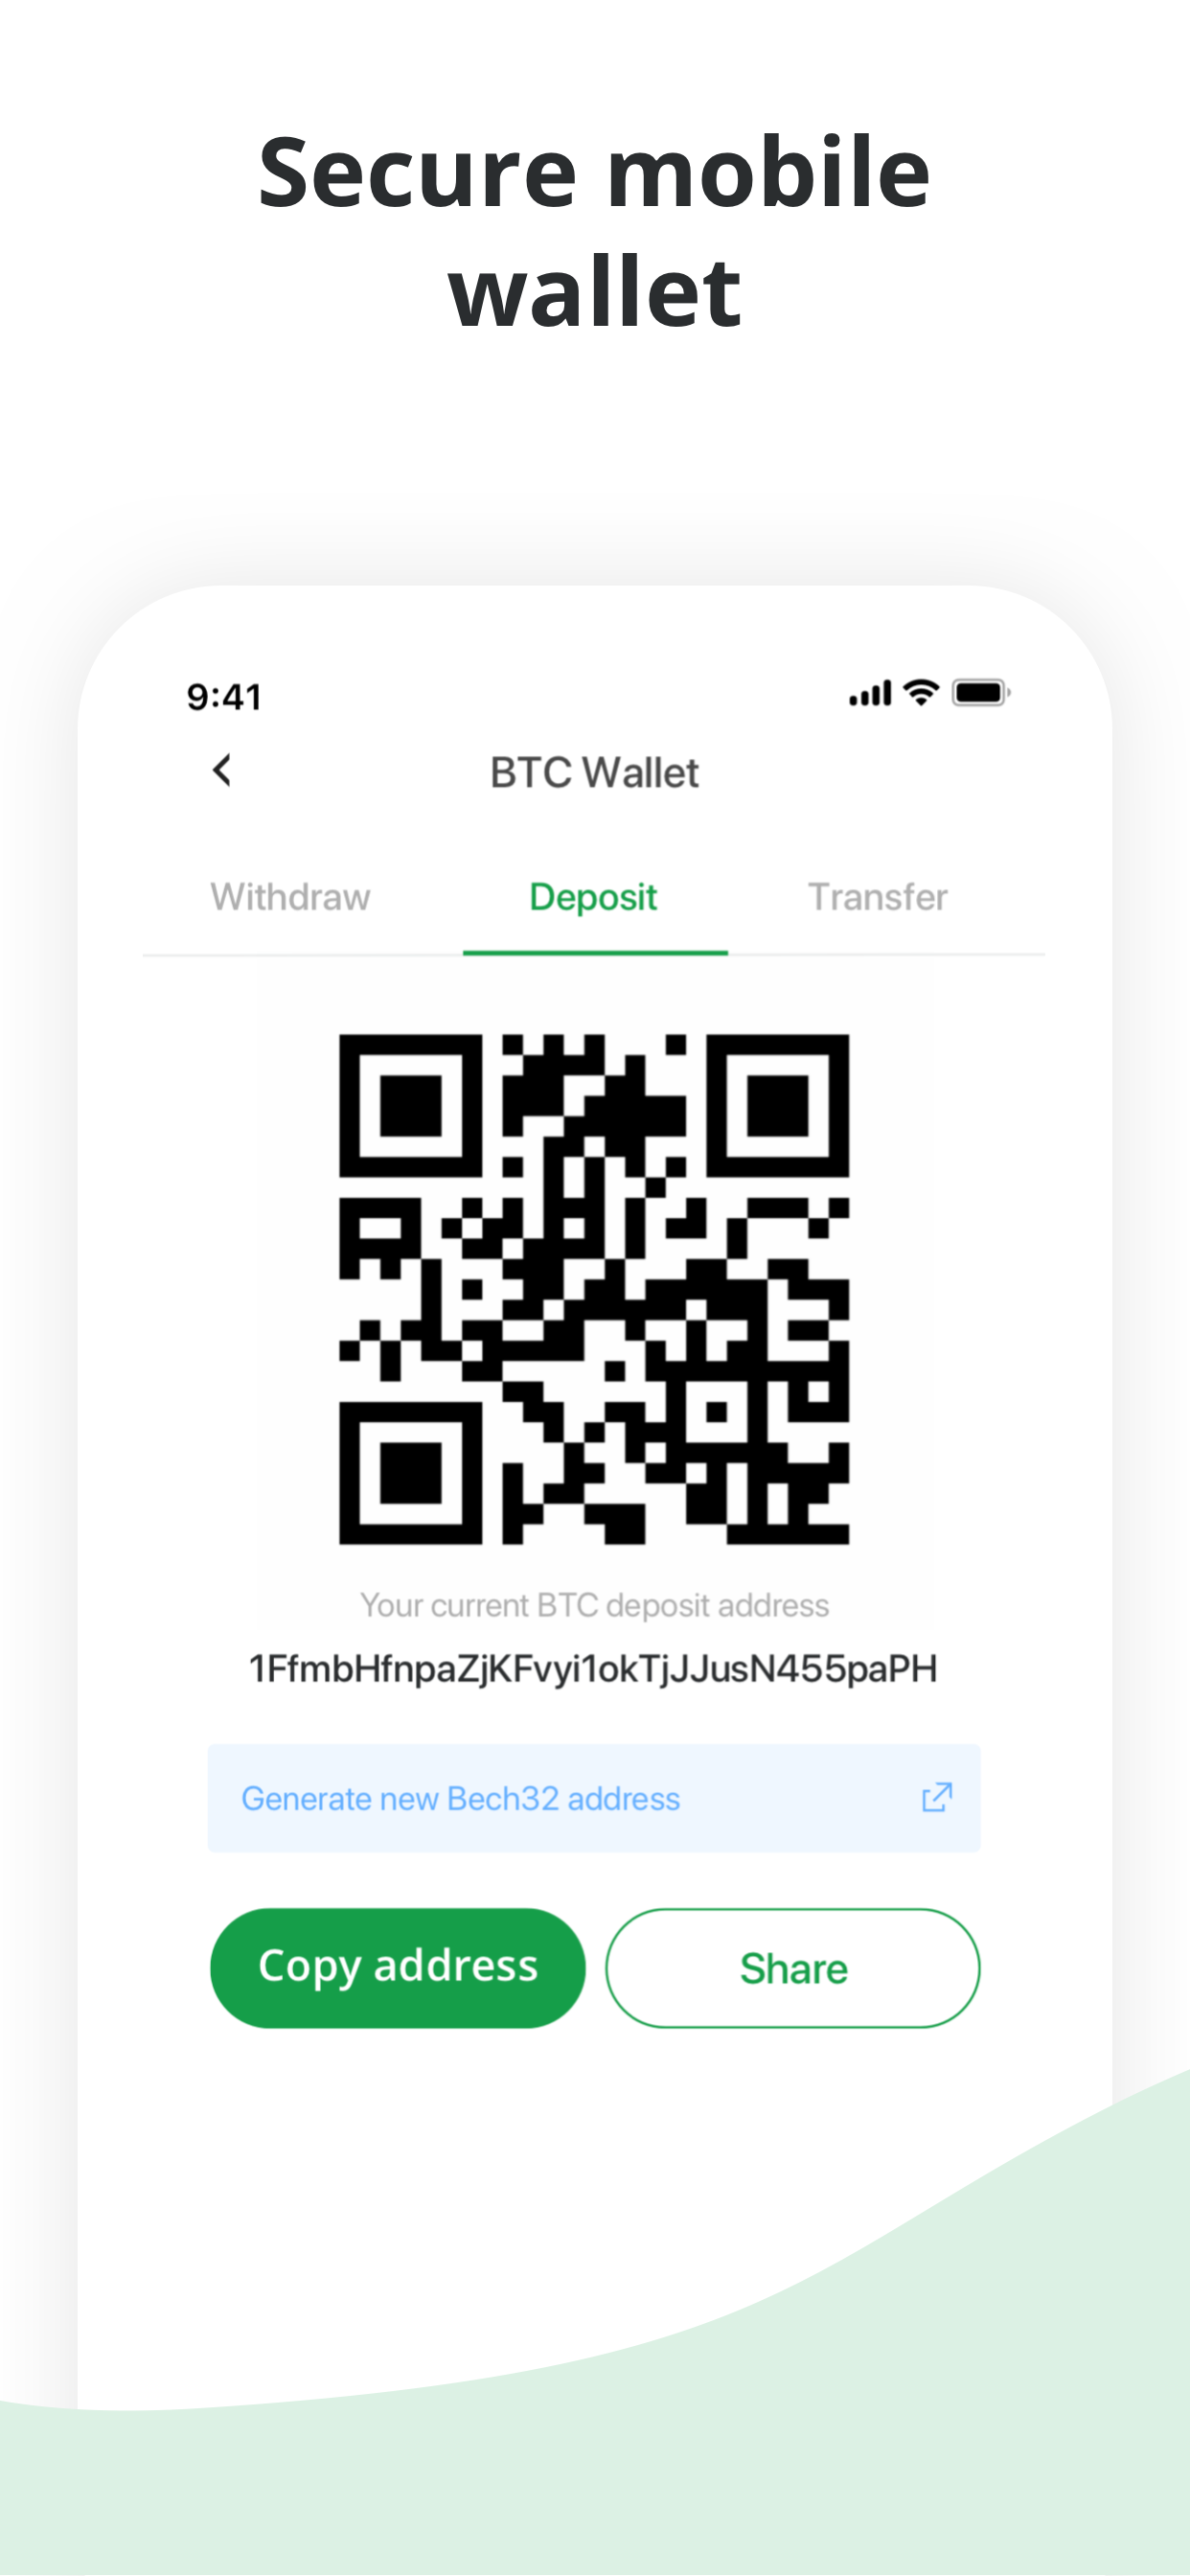 Secure mobile
wallet
9:41
BTC Wallet
Withdraw Deposit Transfer
Your current BTC deposit address
1FfmbHfnpaZjKFvyi1okTjJJusN455paPH
Generate new Bech32 address
Copy address Share